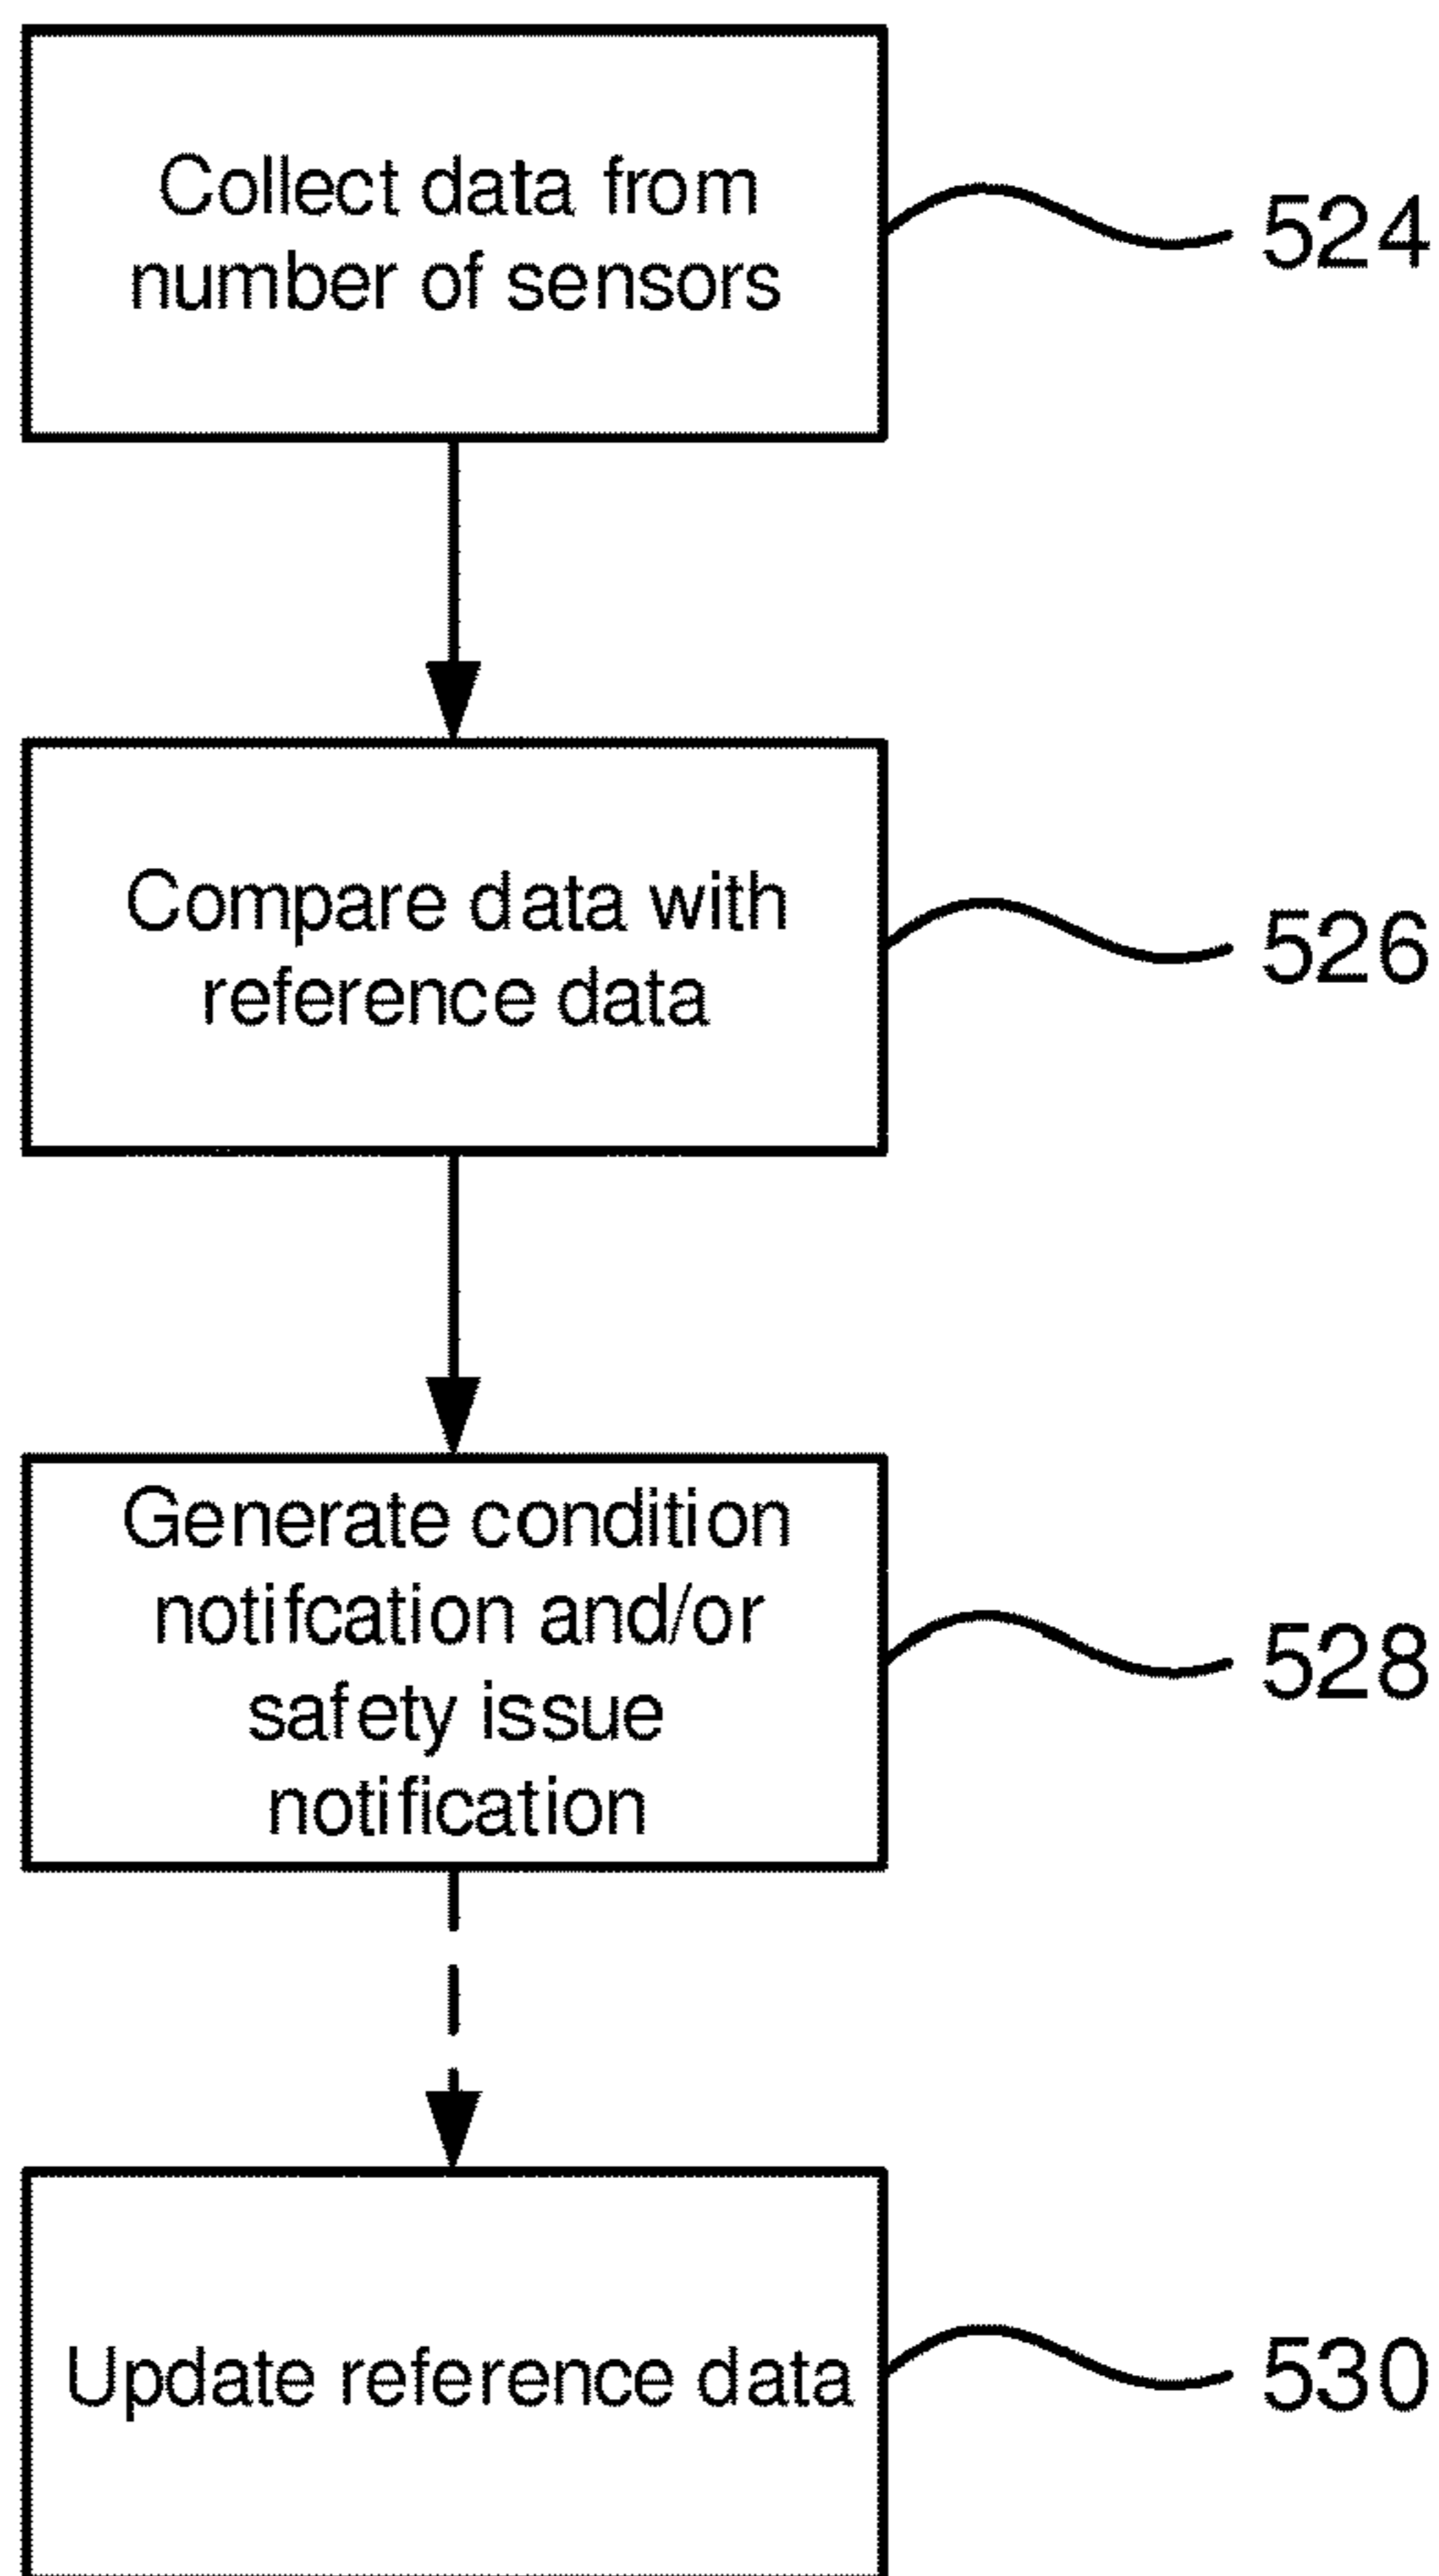 Collect data from
number of sensors
524
Compare data with
reference data
526
Generate condition
notifcation and/or
safety issue
notification
528
Update reference data
530